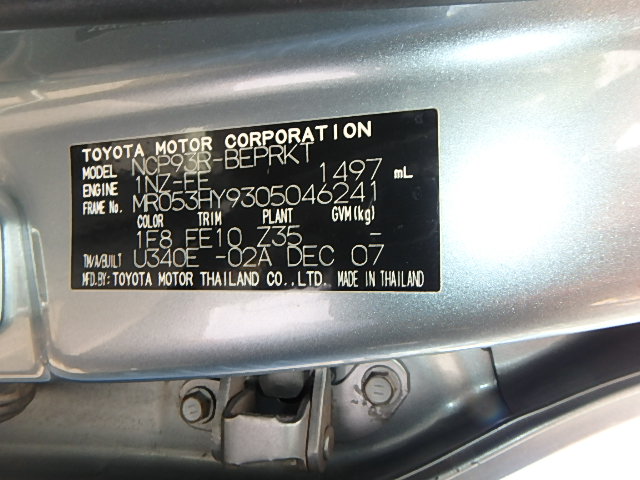 TOYOTA MOTOR CORPORATION
MODEL NCP93R-BEPRKT
ENGINE 1NZ-FE 1497 mL
FRAME No. MR053HY9305046241
COLOR TRIM PLANT GVM(kg)
1F8 FE10 Z35 -
TM/A/BUILT U340E -02A DEC 07
MFD.BY: TOYOTA MOTOR THAILAND CO.,LTD. MADE IN THAILAND